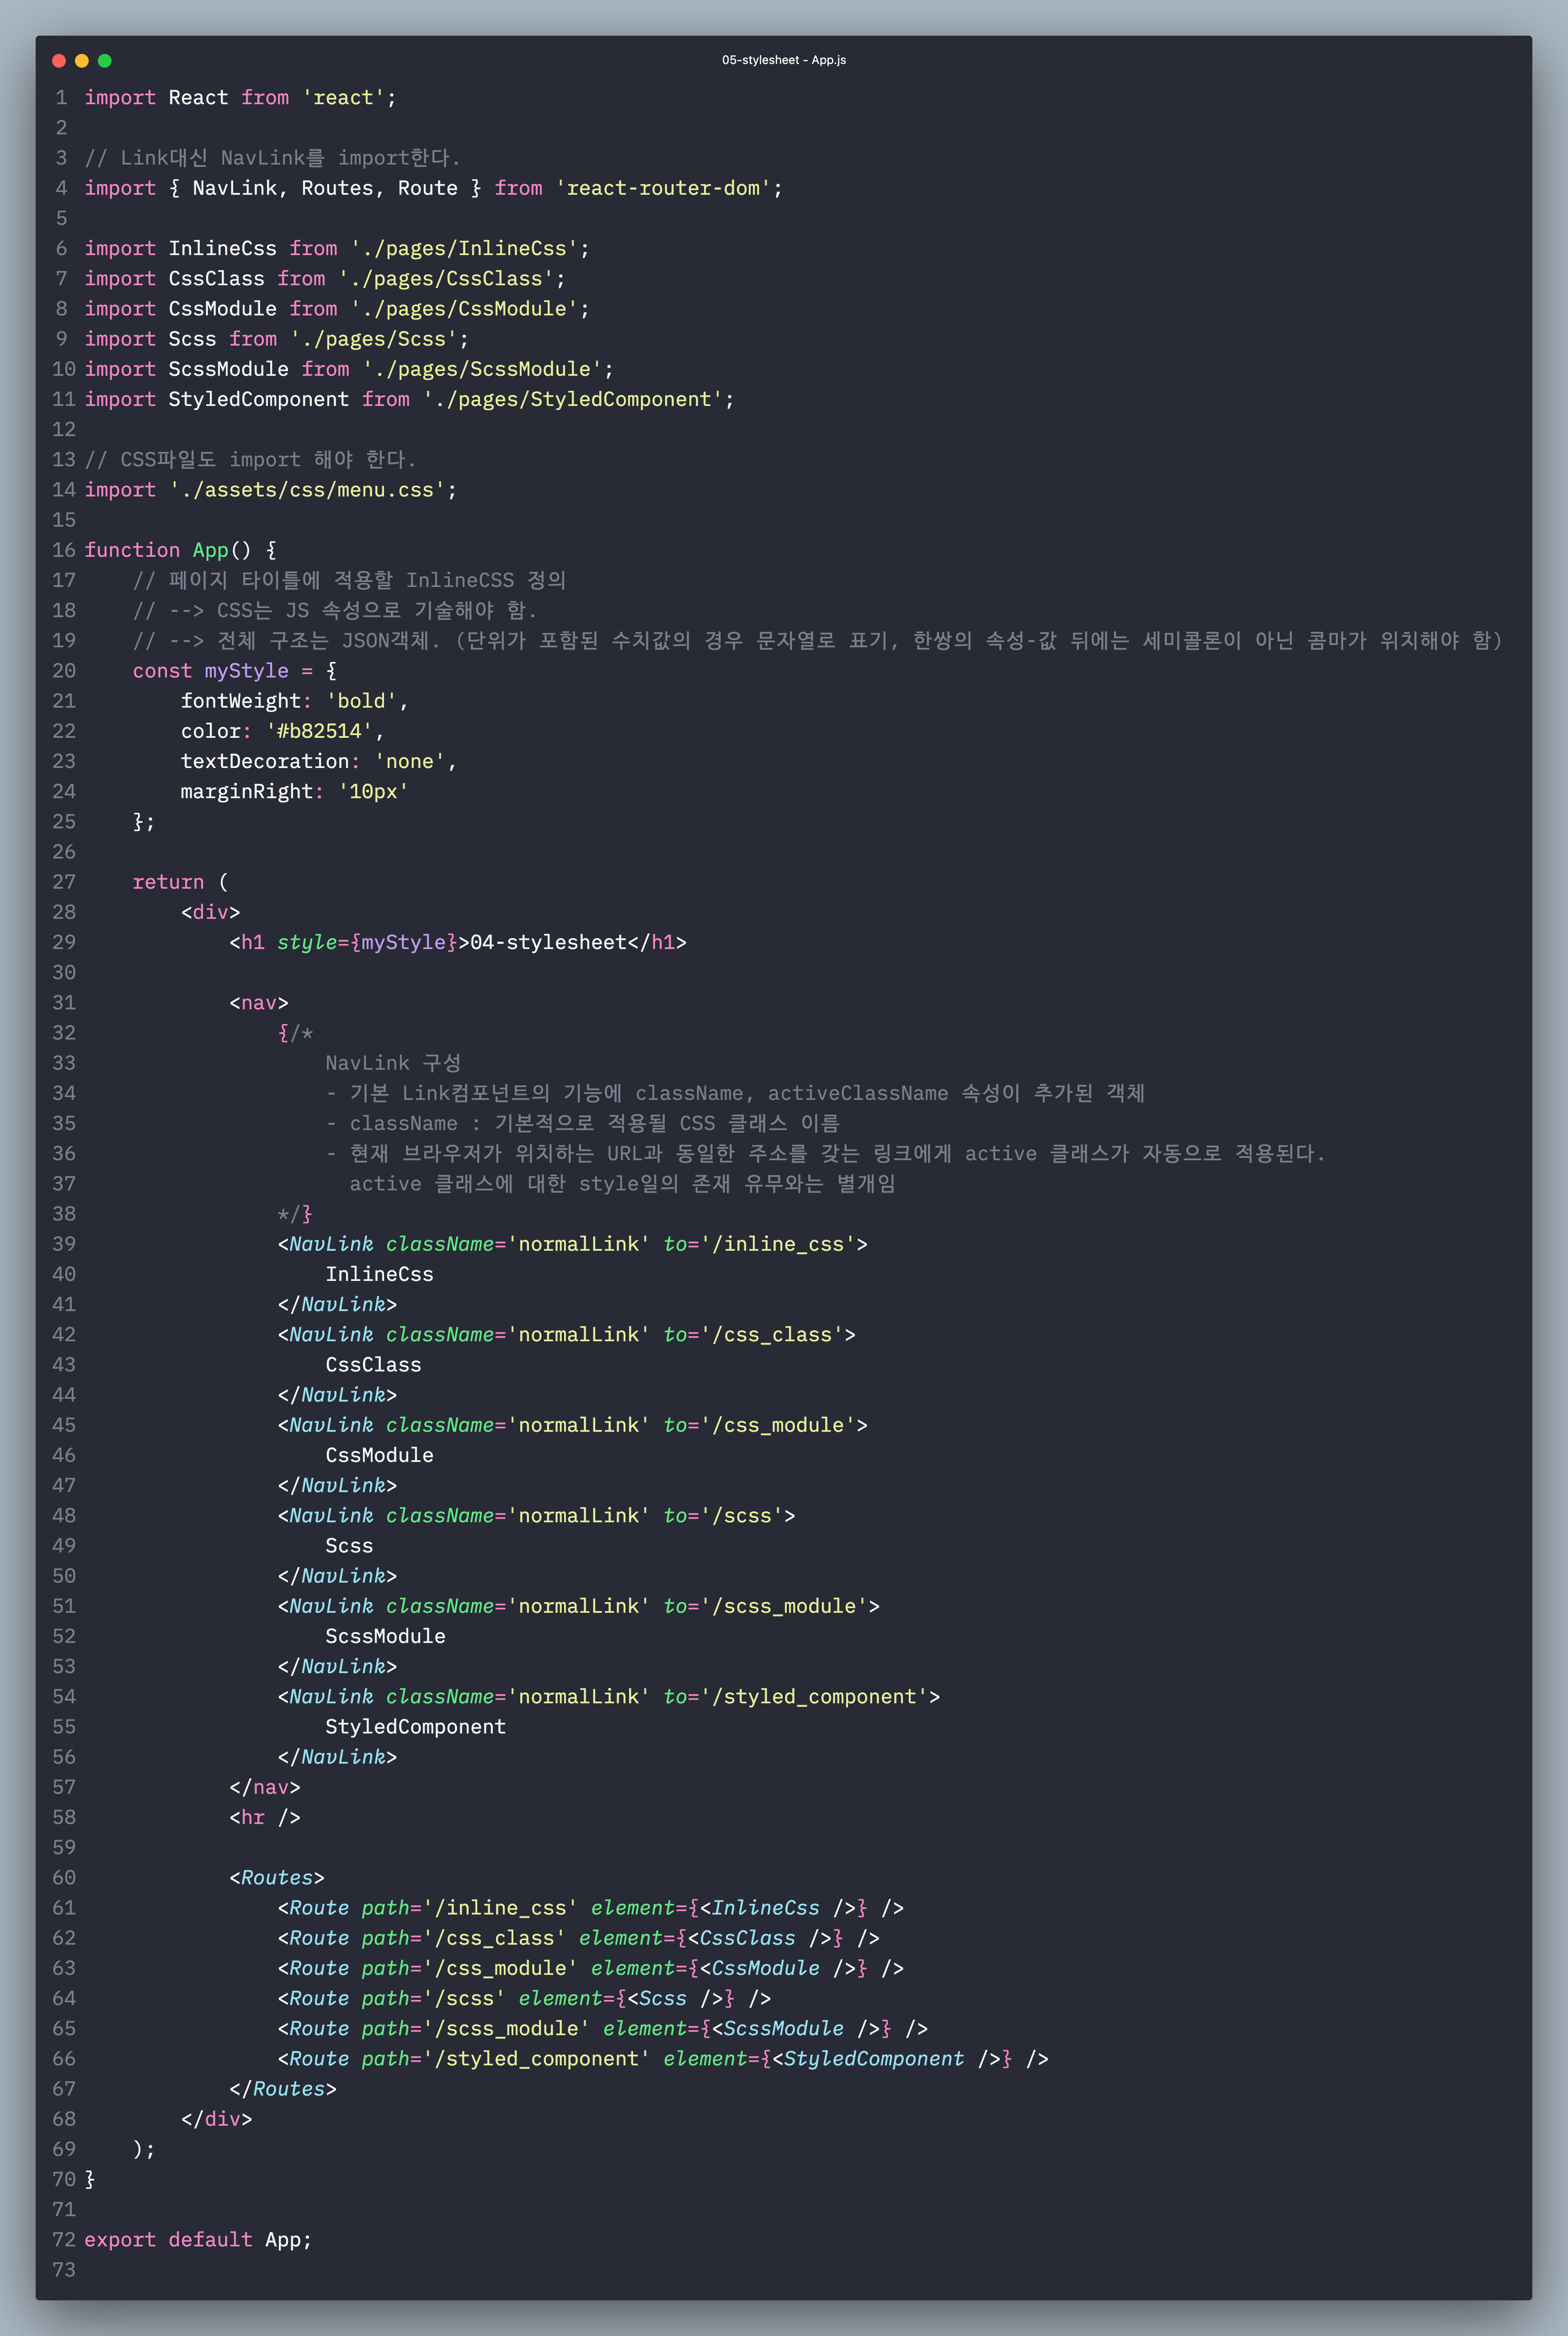 05-stylesheet - App.js
1 import React from 'react';
2
3 // Link대신 NavLink를 import한다.
4 import { NavLink, Routes, Route } from 'react-router-dom';
5
6 import InlineCss from './pages/InlineCss';
7 import CssClass from './pages/CssClass';
8 import CssModule from './pages/CssModule';
9 import Scss from './pages/Scss';
10 import ScssModule from './pages/ScssModule';
11 import StyledComponent from './pages/StyledComponent';
12
13 // CSS파일도 import 해야 한다.
14 import './assets/css/menu.css';
15
16 function App() {
17     // 페이지 타이틀에 적용할 InlineCSS 정의
18     // --> CSS는 JS 속성으로 기술해야 함.
19     // --> 전체 구조는 JSON객체. (단위가 포함된 수치값의 경우 문자열로 표기, 한쌍의 속성-값 뒤에는 세미콜론이 아닌 콤마가 위치해야 함)
20     const myStyle = {
21         fontWeight: 'bold',
22         color: '#b82514',
23         textDecoration: 'none',
24         marginRight: '10px'
25     };
26
27     return (
28         <div>
29             <h1 style={myStyle}>04-stylesheet</h1>
30
31             <nav>
32                 {/*
33                     NavLink 구성
34                     - 기본 Link컴포넌트의 기능에 className, activeClassName 속성이 추가된 객체
35                     - className : 기본적으로 적용될 CSS 클래스 이름
36                     - 현재 브라우저가 위치하는 URL과 동일한 주소를 갖는 링크에게 active 클래스가 자동으로 적용된다.
37                       active 클래스에 대한 style일의 존재 유무와는 별개임
38                 */}
39                 <NavLink className='normalLink' to='/inline_css'>
40                     InlineCss
41                 </NavLink>
42                 <NavLink className='normalLink' to='/css_class'>
43                     CssClass
44                 </NavLink>
45                 <NavLink className='normalLink' to='/css_module'>
46                     CssModule
47                 </NavLink>
48                 <NavLink className='normalLink' to='/scss'>
49                     Scss
50                 </NavLink>
51                 <NavLink className='normalLink' to='/scss_module'>
52                     ScssModule
53                 </NavLink>
54                 <NavLink className='normalLink' to='/styled_component'>
55                     StyledComponent
56                 </NavLink>
57             </nav>
58             <hr />
59
60             <Routes>
61                 <Route path='/inline_css' element={<InlineCss />} />
62                 <Route path='/css_class' element={<CssClass />} />
63                 <Route path='/css_module' element={<CssModule />} />
64                 <Route path='/scss' element={<Scss />} />
65                 <Route path='/scss_module' element={<ScssModule />} />
66                 <Route path='/styled_component' element={<StyledComponent />} />
67             </Routes>
68         </div>
69     );
70 }
71
72 export default App;
73